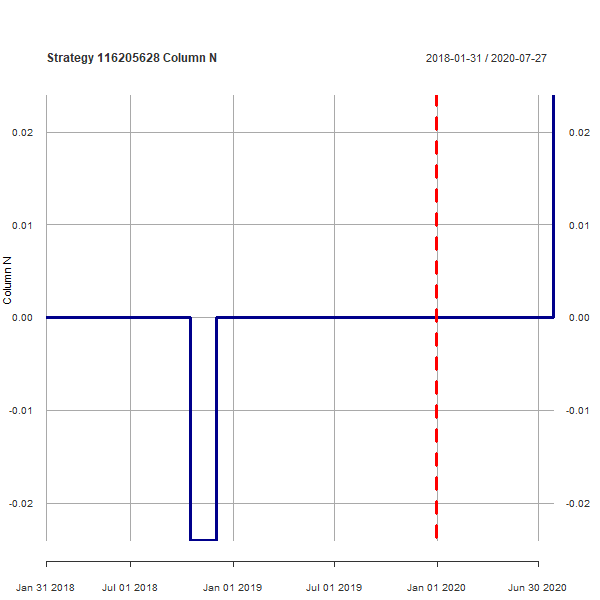 Strategy 116205628 Column N
2018-01-31 / 2020-07-27
0.02
0.02
0.01
0.01
Column N
0.00
0.00
-0.01
-0.01
-0.02
-0.02
Jan 31 2018
Jul 01 2018
Jan 01 2019
Jul 01 2019
Jan 01 2020
Jun 30 2020